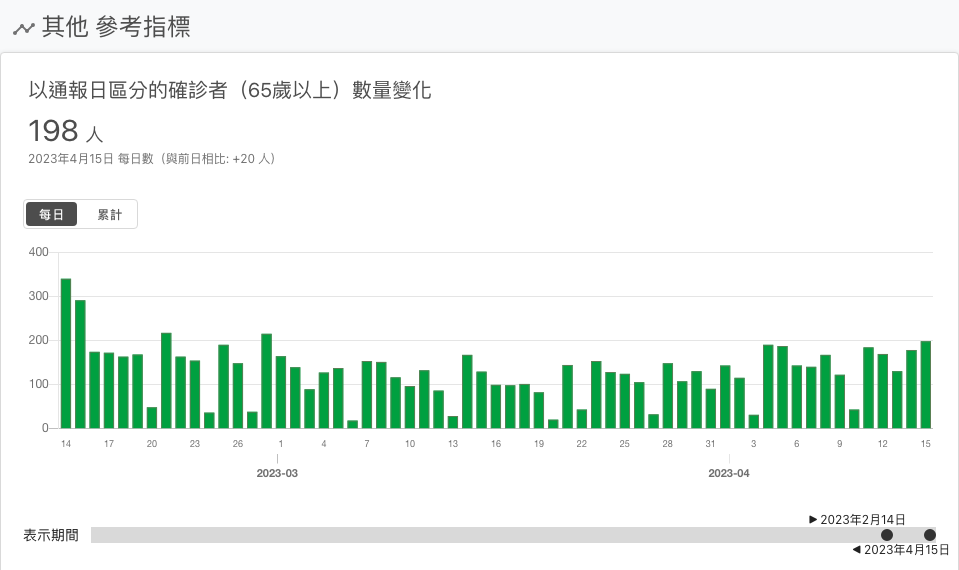 其他 參考指標
以通報日區分的確診者（65歲以上）數量變化
198 人
2023年4月15日 每日數（與前日相比: +20 人）
每日 累計
400
300
200
100
0
14 17 20 23 26 1 4 7 10 13 16 19 22 25 28 31 3 6 9 12 15
2023-03 2023-04
▶ 2023年2月14日
表示期間
◀ 2023年4月15日